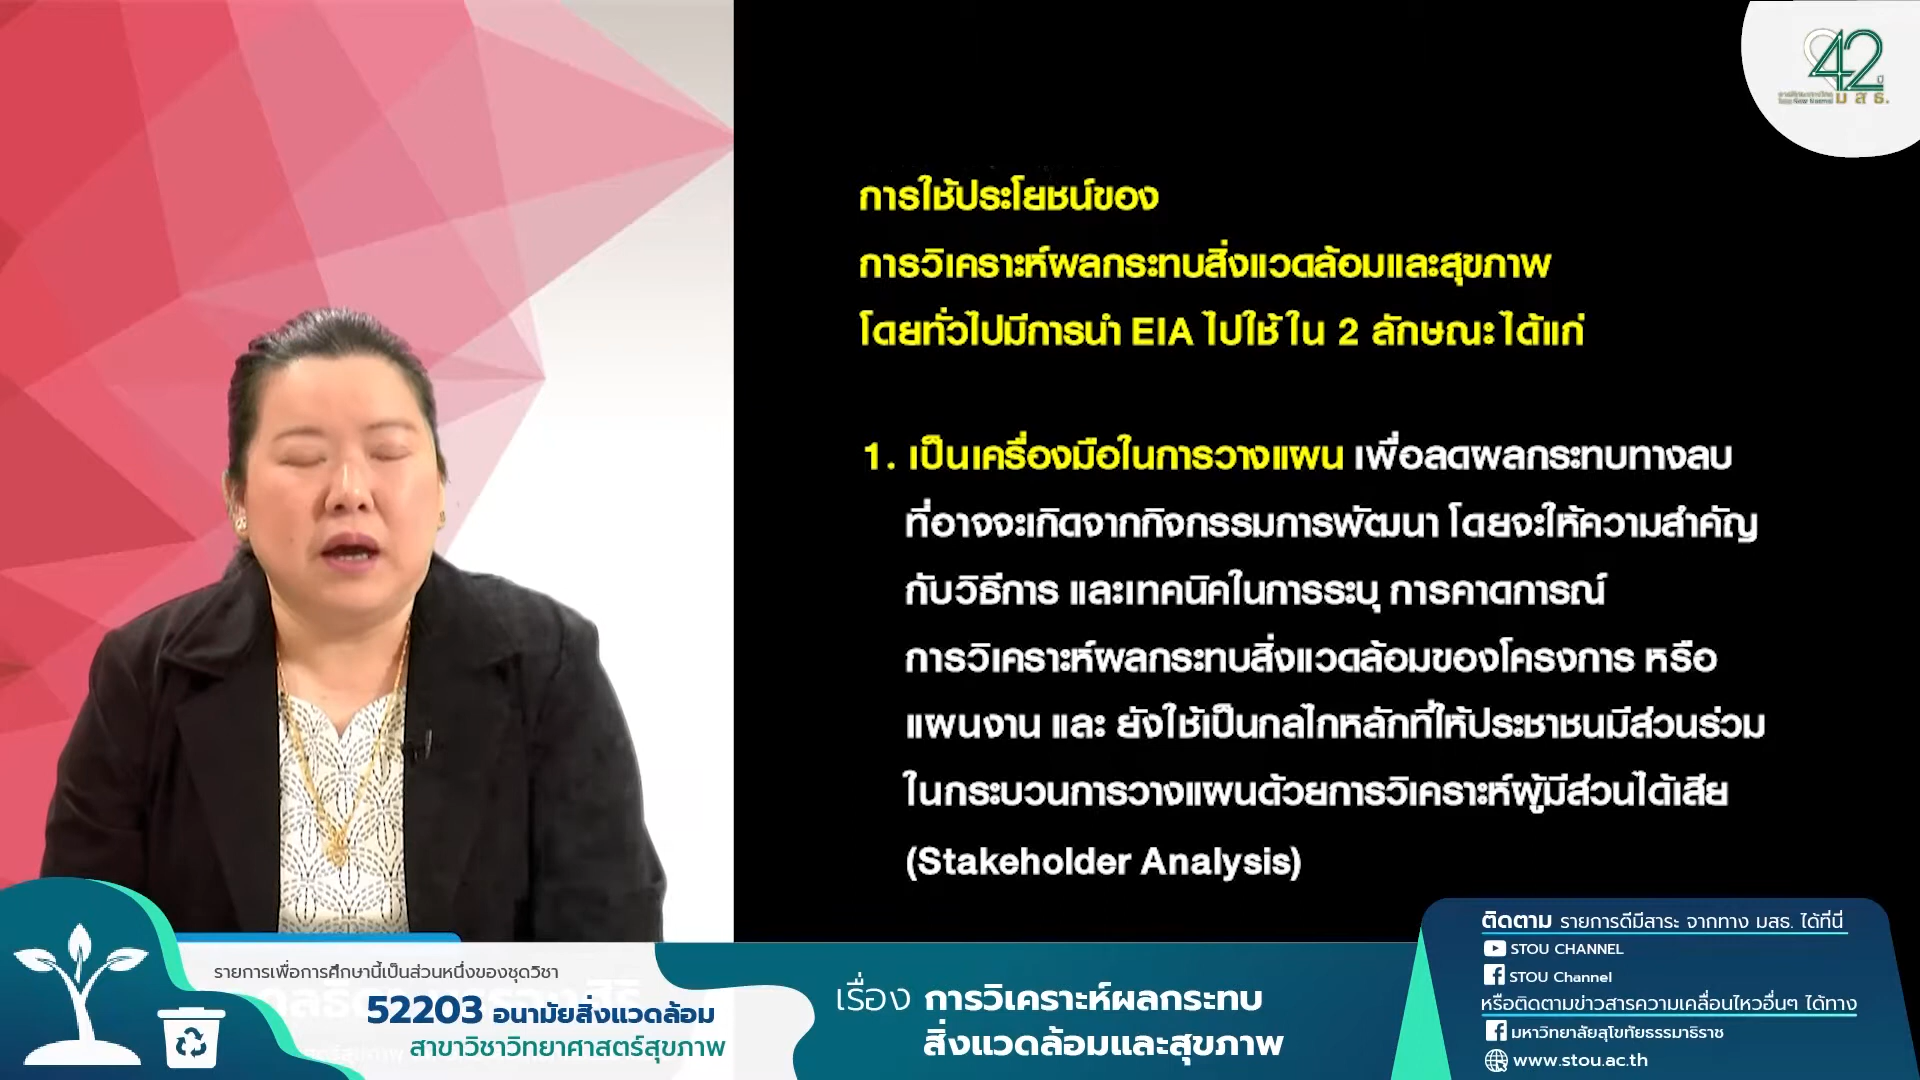 42
ปี
มสธ.
การใช้ประโยชน์ของ
การวิเคราะห์ผลกระทบสิ่งแวดล้อมและสุขภาพ
โดยทั่วไปมีการนำ EIA ไปใช้ ใน 2 ลักษณะ ได้แก่
1. เป็นเครื่องมือในการวางแผน เพื่อลดผลกระทบทางลบ
ที่อาจจะเกิดจากกิจกรรมการพัฒนา โดยจะให้ความสำคัญ
กับวิธีการ และเทคนิคในการระบุ การคาดการณ์
การวิเคราะห์ผลกระทบสิ่งแวดล้อมของโครงการ หรือ
แผนงาน และ ยังใช้เป็นกลไกหลักที่ให้ประชาชนมีส่วนร่วม
ในกระบวนการวางแผนด้วยการวิเคราะห์ผู้มีส่วนได้เสีย
(Stakeholder Analysis)
รายการเพื่อการศึกษานี้เป็นส่วนหนึ่งของชุดวิชา
52203 อนามัยสิ่งแวดล้อม
สาขาวิชาวิทยาศาสตร์สุขภาพ
เรื่อง การวิเคราะห์ผลกระทบ
สิ่งแวดล้อมและสุขภาพ
ติดตาม รายการดีมีสาระ จากทาง มสธ. ได้ที่นี่
STOU CHANNEL
STOU Channel
หรือติดตามข่าวสารความเคลื่อนไหวอื่นๆ ได้ทาง
มหาวิทยาลัยสุโขทัยธรรมาธิราช
www.stou.ac.th